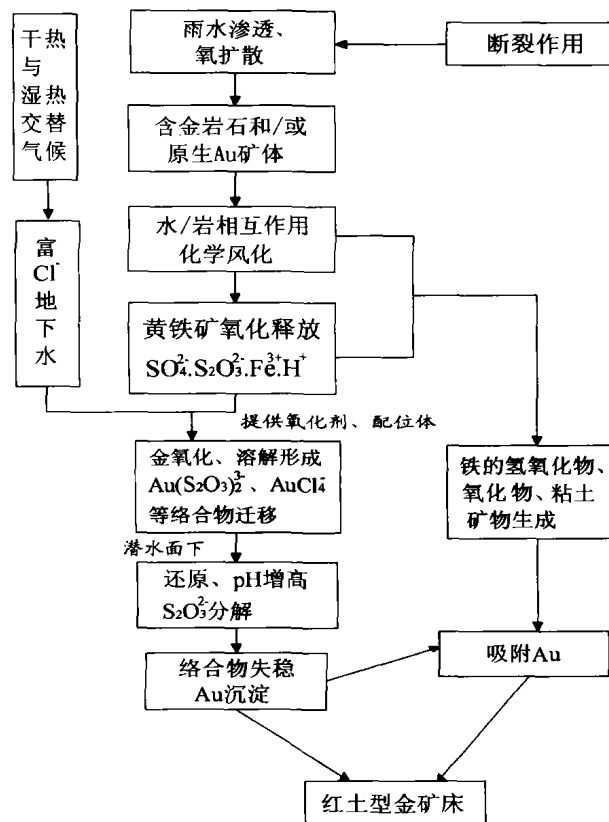 雨水渗透、
氧扩散
断裂作用
干热
与
湿热
交替
气候
含金岩石和/或
原生Au矿体
水/岩相互作用
化学风化
富
Cl⁻
地
下
水
黄铁矿氧化释放
SO₄²⁻.S₂O₃²⁻.Fe³⁺.H⁺
提供氧化剂、配位体
金氧化、溶解形成
Au(S₂O₃)₂³⁻、AuCl₄⁻
等络合物迁移
铁的氢氧化物、
氧化物、粘土
矿物生成
潜水面下
还原、pH增高
S₂O₃²⁻分解
络合物失稳
Au沉淀
吸附Au
红土型金矿床